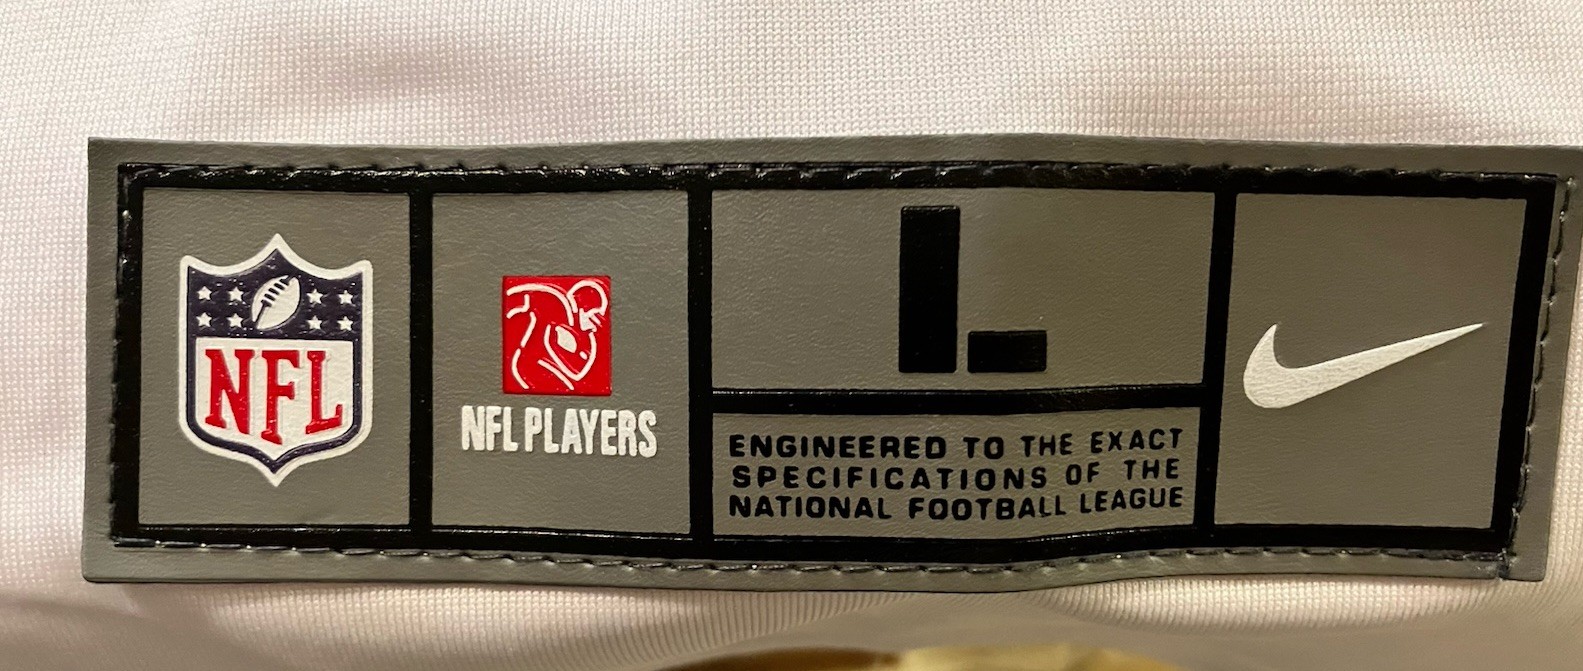 NFL
NFL PLAYERS
L
ENGINEERED TO THE EXACT
SPECIFICATIONS OF THE
NATIONAL FOOTBALL LEAGUE